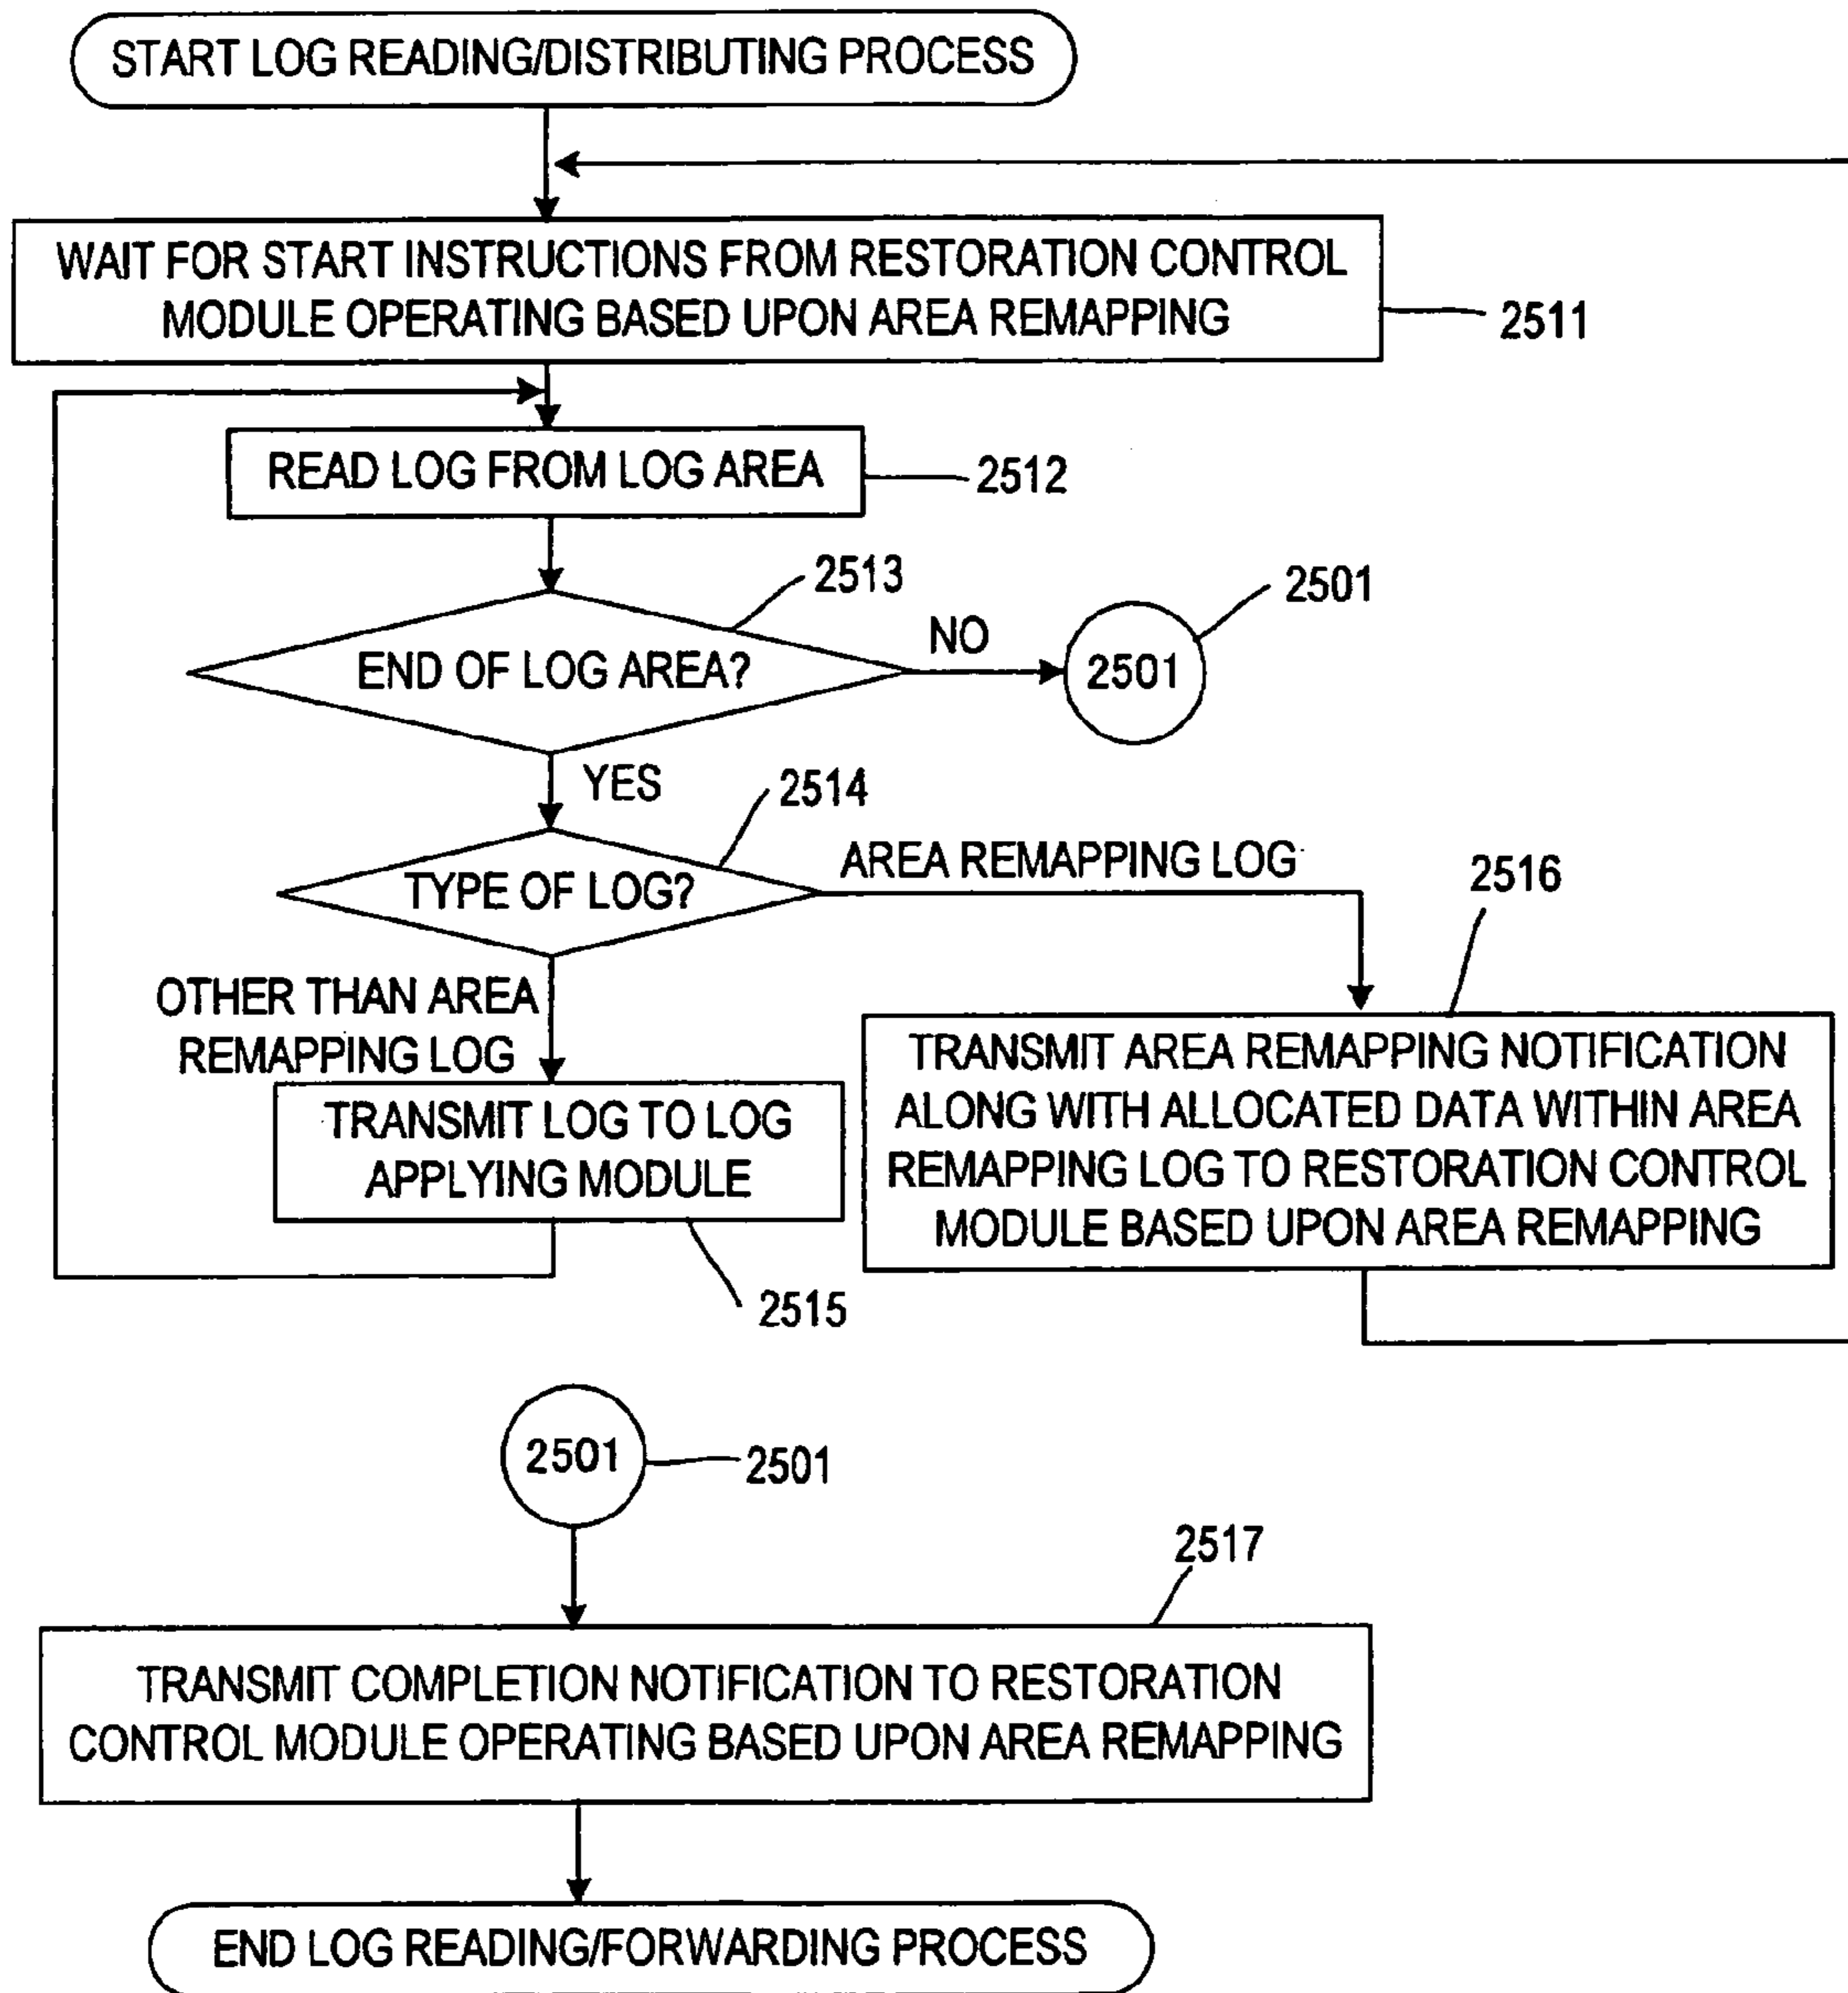 START LOG READING/DISTRIBUTING PROCESS
WAIT FOR START INSTRUCTIONS FROM RESTORATION CONTROL
MODULE OPERATING BASED UPON AREA REMAPPING
2511
READ LOG FROM LOG AREA
2512
2513
2501
END OF LOG AREA?
NO
2501
YES
2514
TYPE OF LOG?
AREA REMAPPING LOG
2516
OTHER THAN AREA
REMAPPING LOG
TRANSMIT LOG TO LOG
APPLYING MODULE
2515
TRANSMIT AREA REMAPPING NOTIFICATION
ALONG WITH ALLOCATED DATA WITHIN AREA
REMAPPING LOG TO RESTORATION CONTROL
MODULE BASED UPON AREA REMAPPING
2501
2501
2517
TRANSMIT COMPLETION NOTIFICATION TO RESTORATION
CONTROL MODULE OPERATING BASED UPON AREA REMAPPING
END LOG READING/FORWARDING PROCESS